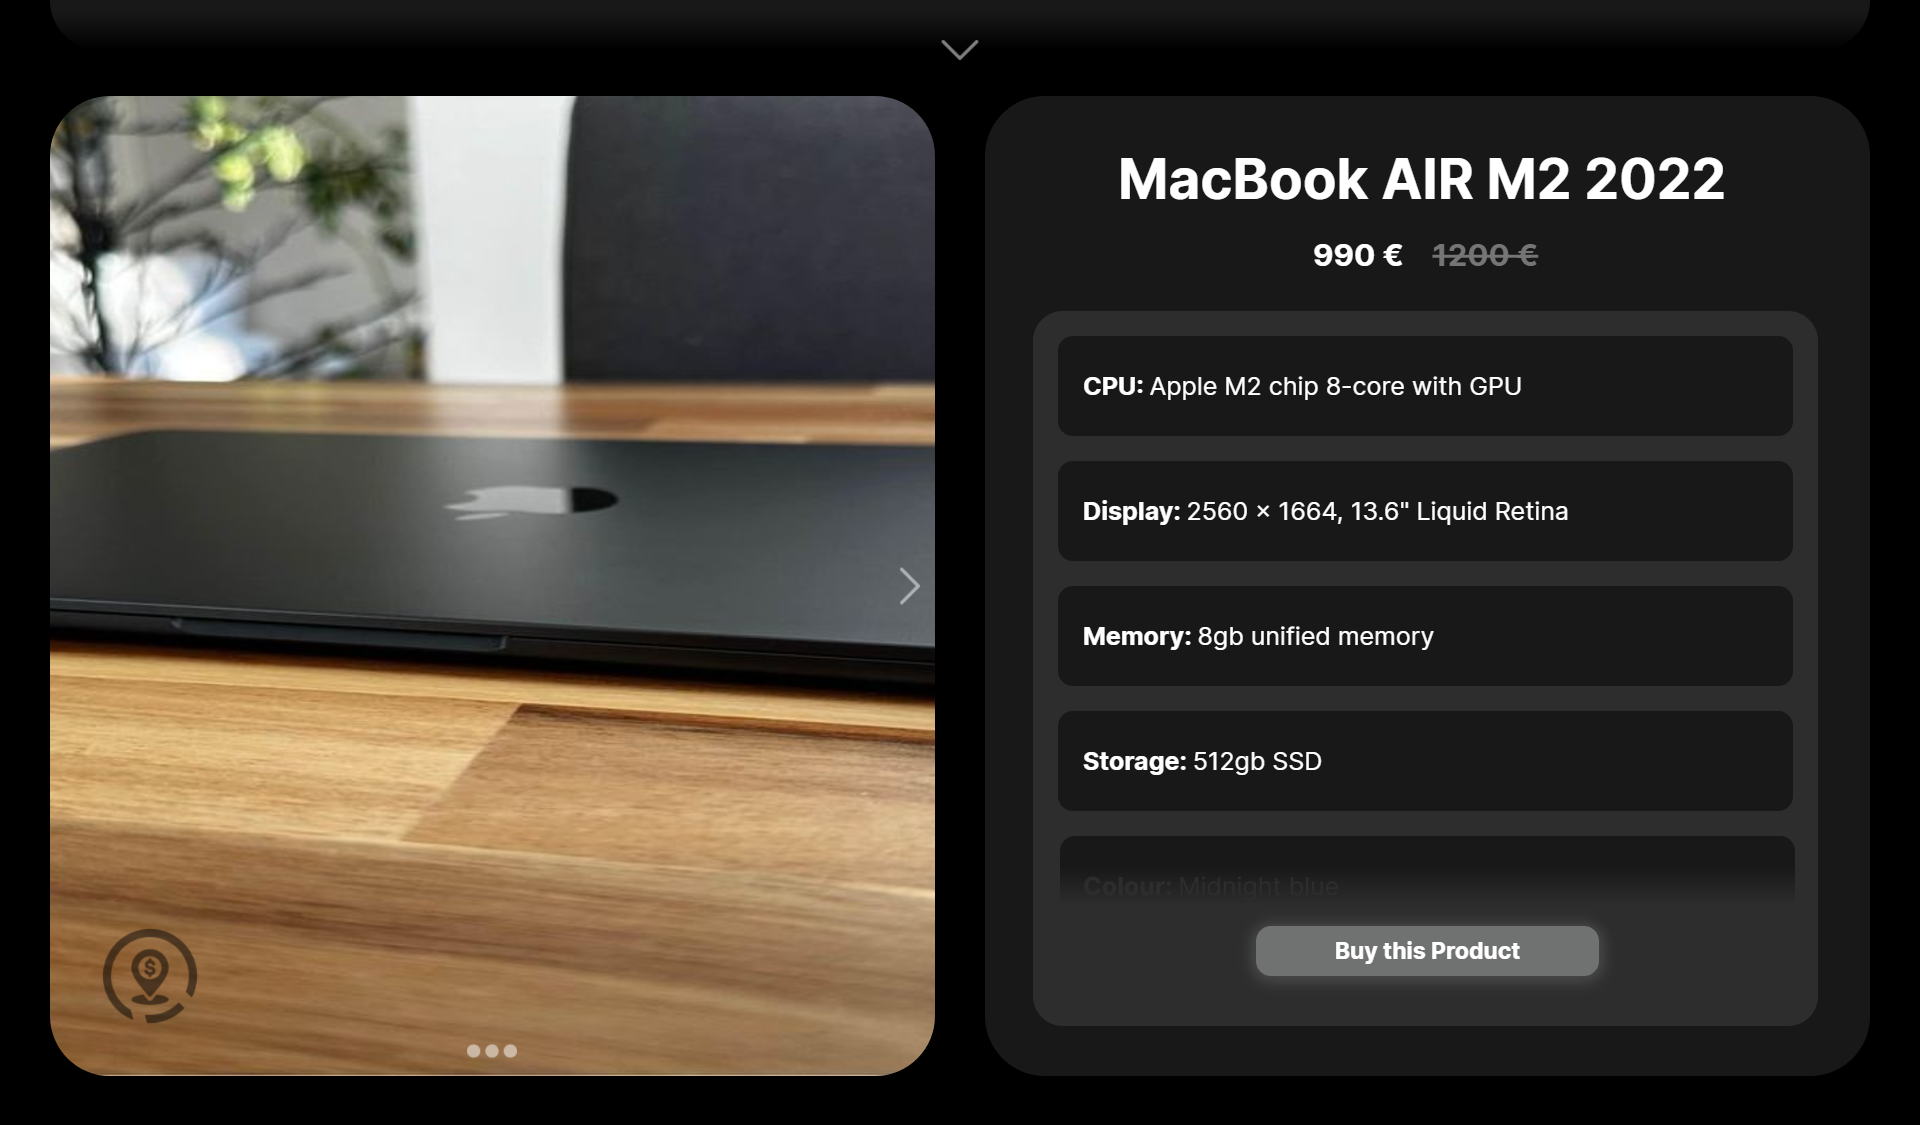 MacBook AIR M2 2022
990 € 1200 €
CPU: Apple M2 chip 8-core with GPU
Display: 2560 × 1664, 13.6" Liquid Retina
Memory: 8gb unified memory
Storage: 512gb SSD
Colour: Midnight blue
Buy this Product
$